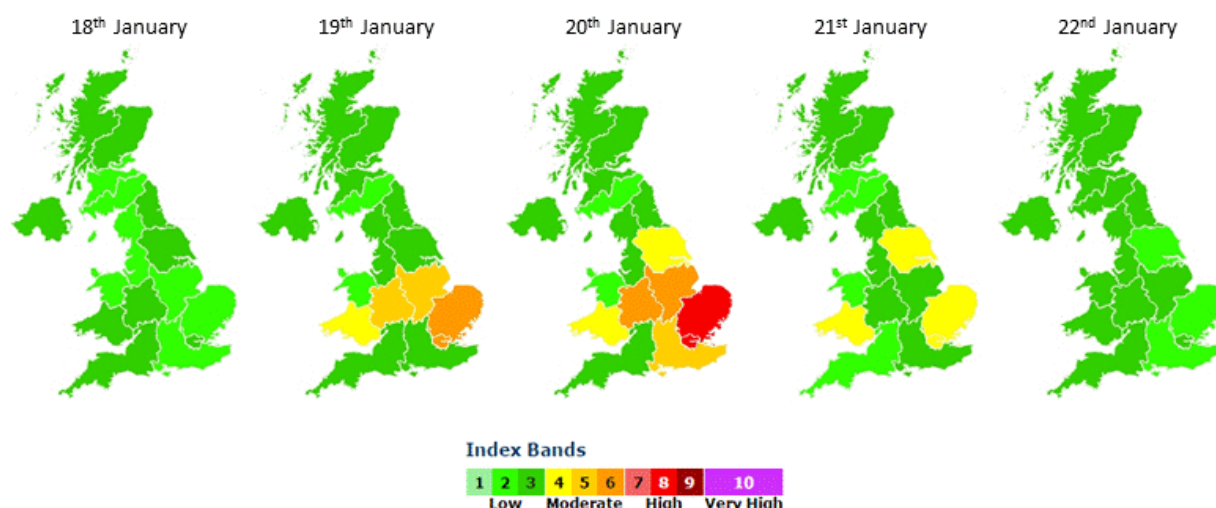 18th January 19th January 20th January 21st January 22nd January
Index Bands
1 2 3 4 5 6 7 8 9 10
Low Moderate High Very High